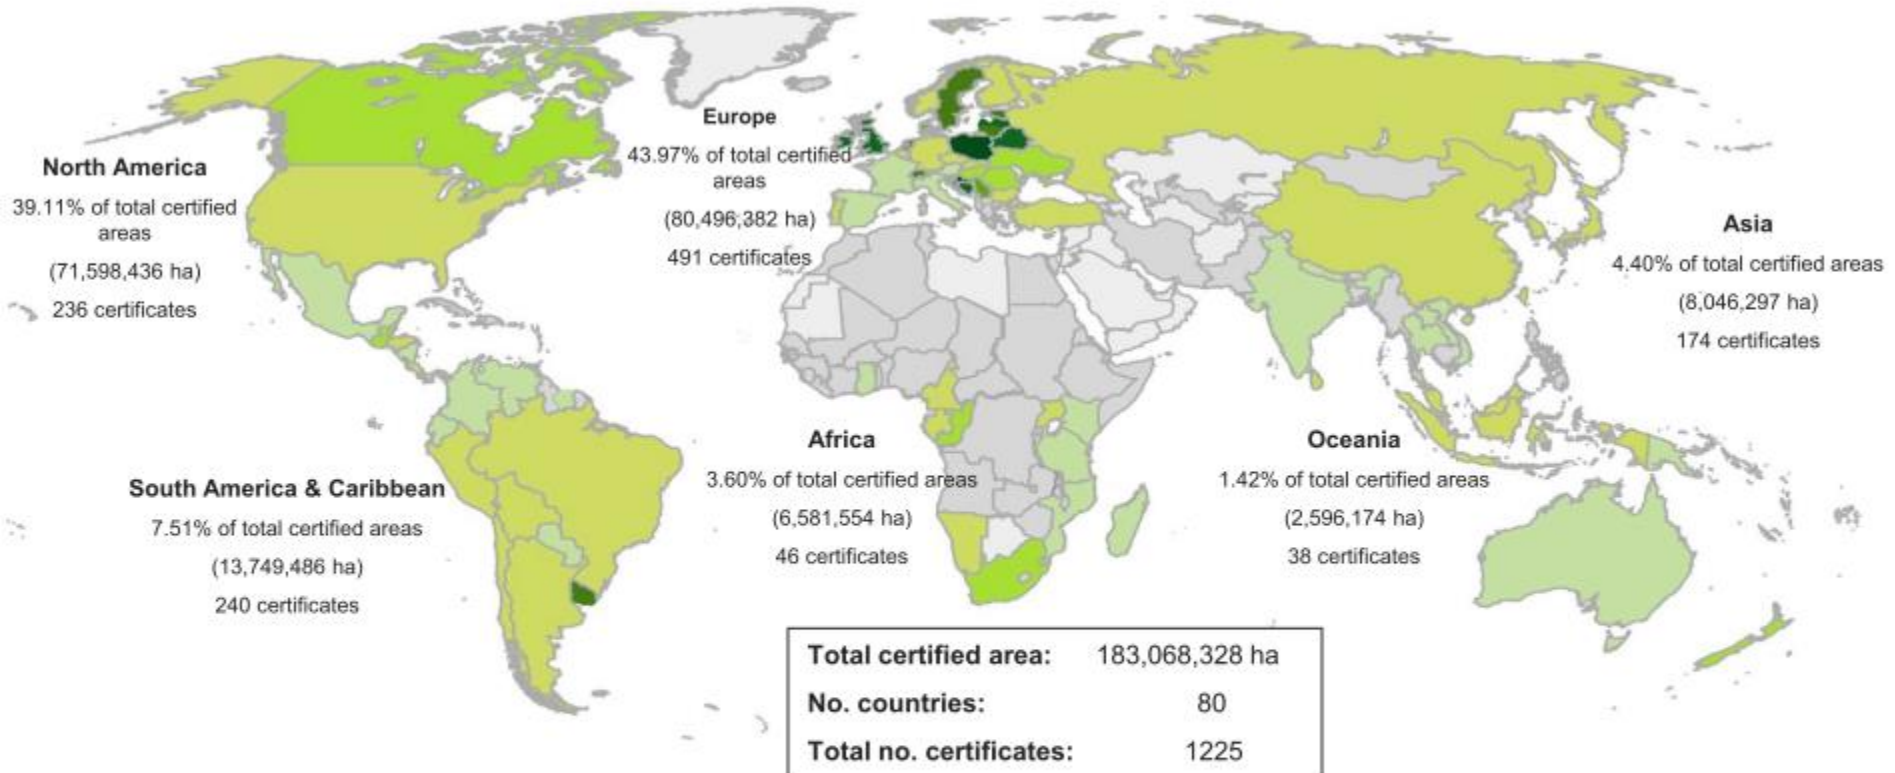 Europe
43.97% of total certified
areas
(80,496,382 ha)
491 certificates
North America
39.11% of total certified
areas
(71,598,436 ha)
236 certificates
Asia
4.40% of total certified areas
(8,046,297 ha)
174 certificates
South America & Caribbean
7.51% of total certified areas
(13,749,486 ha)
240 certificates
Africa
3.60% of total certified areas
(6,581,554 ha)
46 certificates
Oceania
1.42% of total certified areas
(2,596,174 ha)
38 certificates
Total certified area: 183,068,328 ha
No. countries: 80
Total no. certificates: 1225